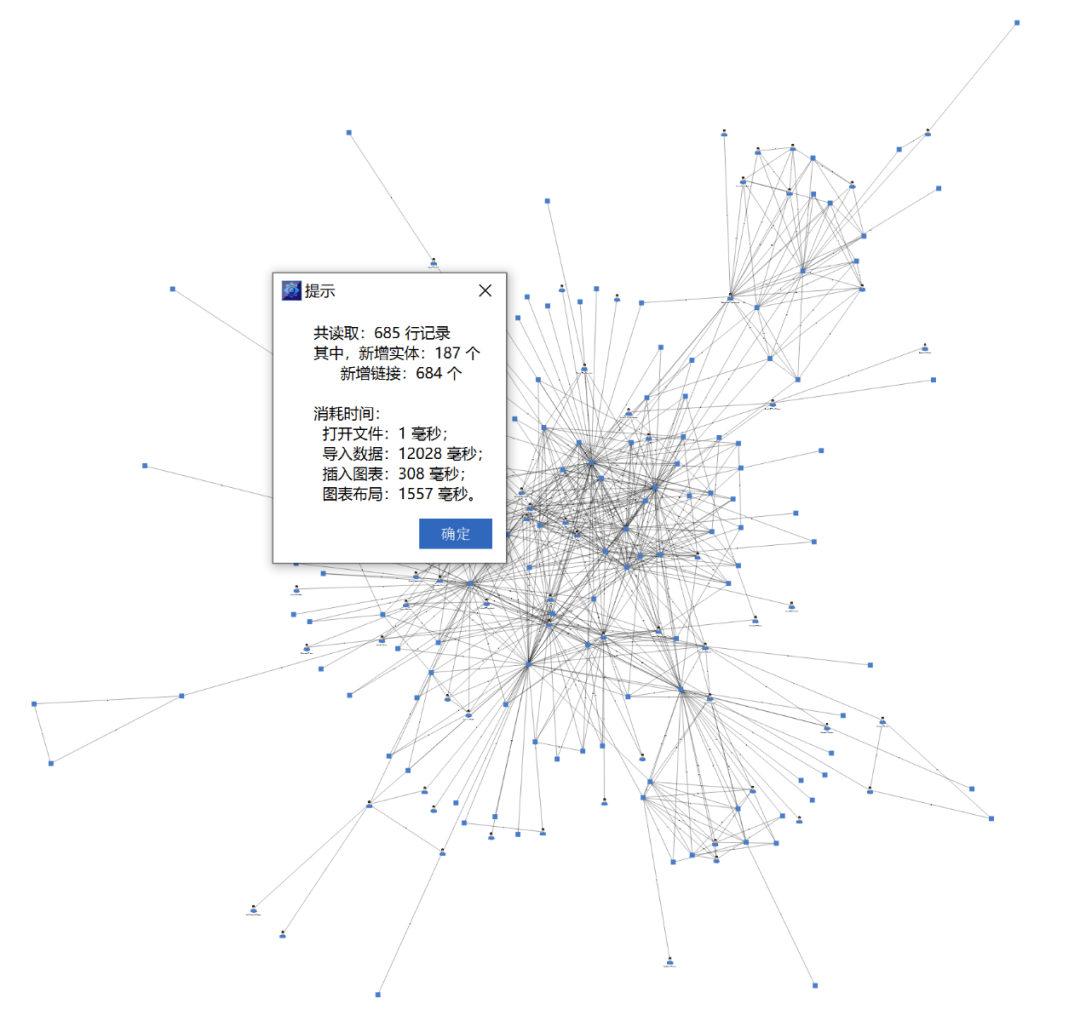 提示
共读取：685 行记录
其中，新增实体：187 个
新增链接：684 个
消耗时间：
打开文件：1 毫秒；
导入数据：12028 毫秒；
插入图表：308 毫秒；
图表布局：1557 毫秒。
确定